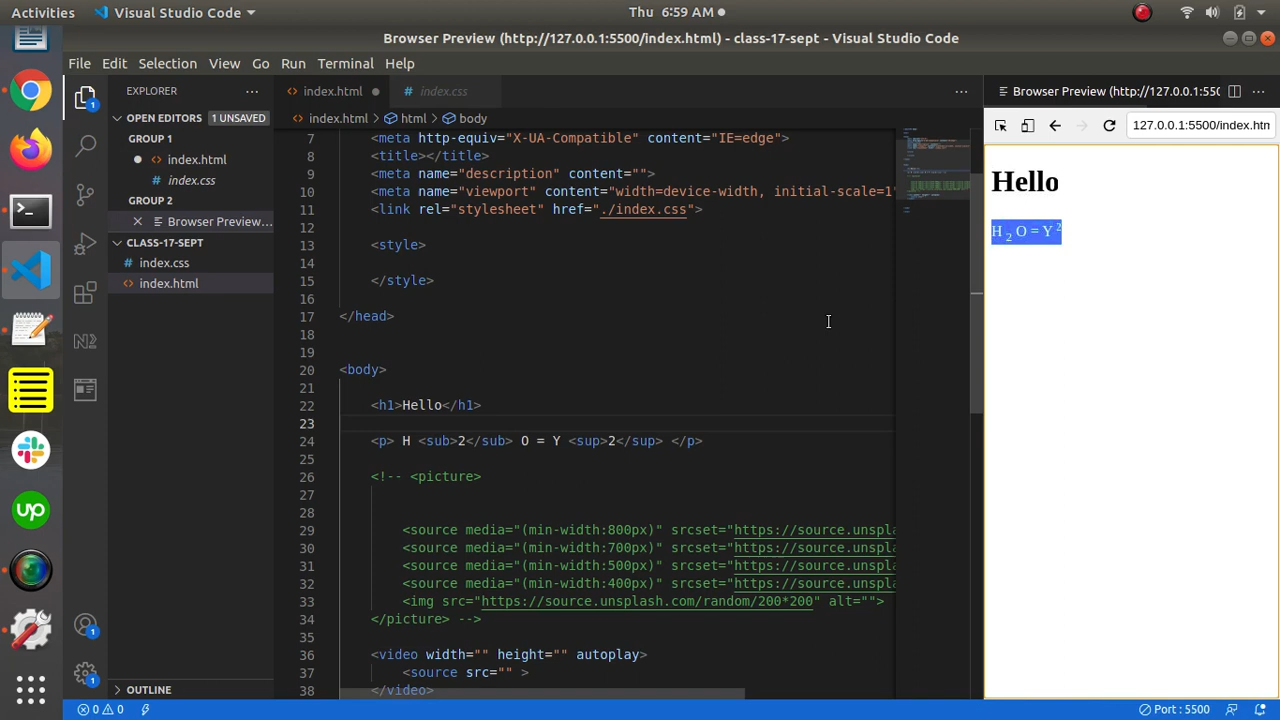 Activities
Visual Studio Code
Thu 6:59 AM
Browser Preview (http://127.0.0.1:5500/index.html) - class-17-sept - Visual Studio Code
File Edit Selection View Go Run Terminal Help
EXPLORER
OPEN EDITORS 1 UNSAVED
GROUP 1
index.html
index.css
GROUP 2
Browser Preview...
CLASS-17-SEPT
index.css
index.html
OUTLINE
1
1
1
index.html
index.css
index.html html body
7 <meta http-equiv="X-UA-Compatible" content="IE=edge">
8 <title></title>
9 <meta name="description" content="">
10 <meta name="viewport" content="width=device-width, initial-scale=1"
11 <link rel="stylesheet" href="./index.css">
12
13 <style>
14
15 </style>
16
17 </head>
18
19
20 <body>
21
22 <h1>Hello</h1>
23
24 <p> H <sub>2</sub> O = Y <sup>2</sup> </p>
25
26 <!-- <picture>
27
28
29 <source media="(min-width:800px)" srcset="https://source.unspla
30 <source media="(min-width:700px)" srcset="https://source.unspla
31 <source media="(min-width:500px)" srcset="https://source.unspla
32 <source media="(min-width:400px)" srcset="https://source.unspla
33 <img src="https://source.unsplash.com/random/200*200" alt="">
34 </picture> -->
35
36 <video width="" height="" autoplay>
37 <source src="" >
38 </video>
Browser Preview (http://127.0.0.1:550
127.0.0.1:5500/index.htn
Hello
H 2 O = Y 2
0 0
Port : 5500
up